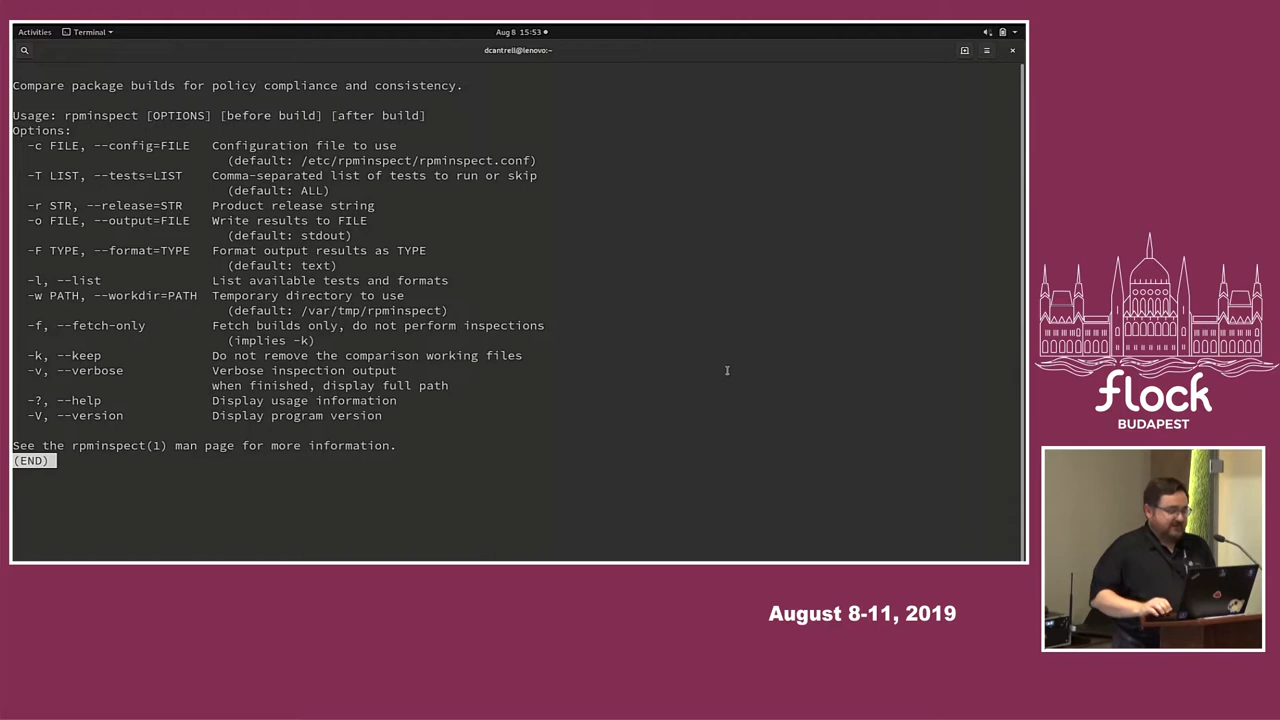 Activities
Terminal
Aug 8 15:53
dcantrell@lenovo:~
Compare package builds for policy compliance and consistency.
Usage: rpminspect [OPTIONS] [before build] [after build]
Options:
-c FILE, --config=FILE Configuration file to use
(default: /etc/rpminspect/rpminspect.conf)
-T LIST, --tests=LIST Comma-separated list of tests to run or skip
(default: ALL)
-r STR, --release=STR Product release string
-o FILE, --output=FILE Write results to FILE
(default: stdout)
-F TYPE, --format=TYPE Format output results as TYPE
(default: text)
-l, --list List available tests and formats
-w PATH, --workdir=PATH Temporary directory to use
(default: /var/tmp/rpminspect)
-f, --fetch-only Fetch builds only, do not perform inspections
(implies -k)
-k, --keep Do not remove the comparison working files
-v, --verbose Verbose inspection output
when finished, display full path
-?, --help Display usage information
-V, --version Display program version
See the rpminspect(1) man page for more information.
(END)
flock
BUDAPEST
August 8-11, 2019